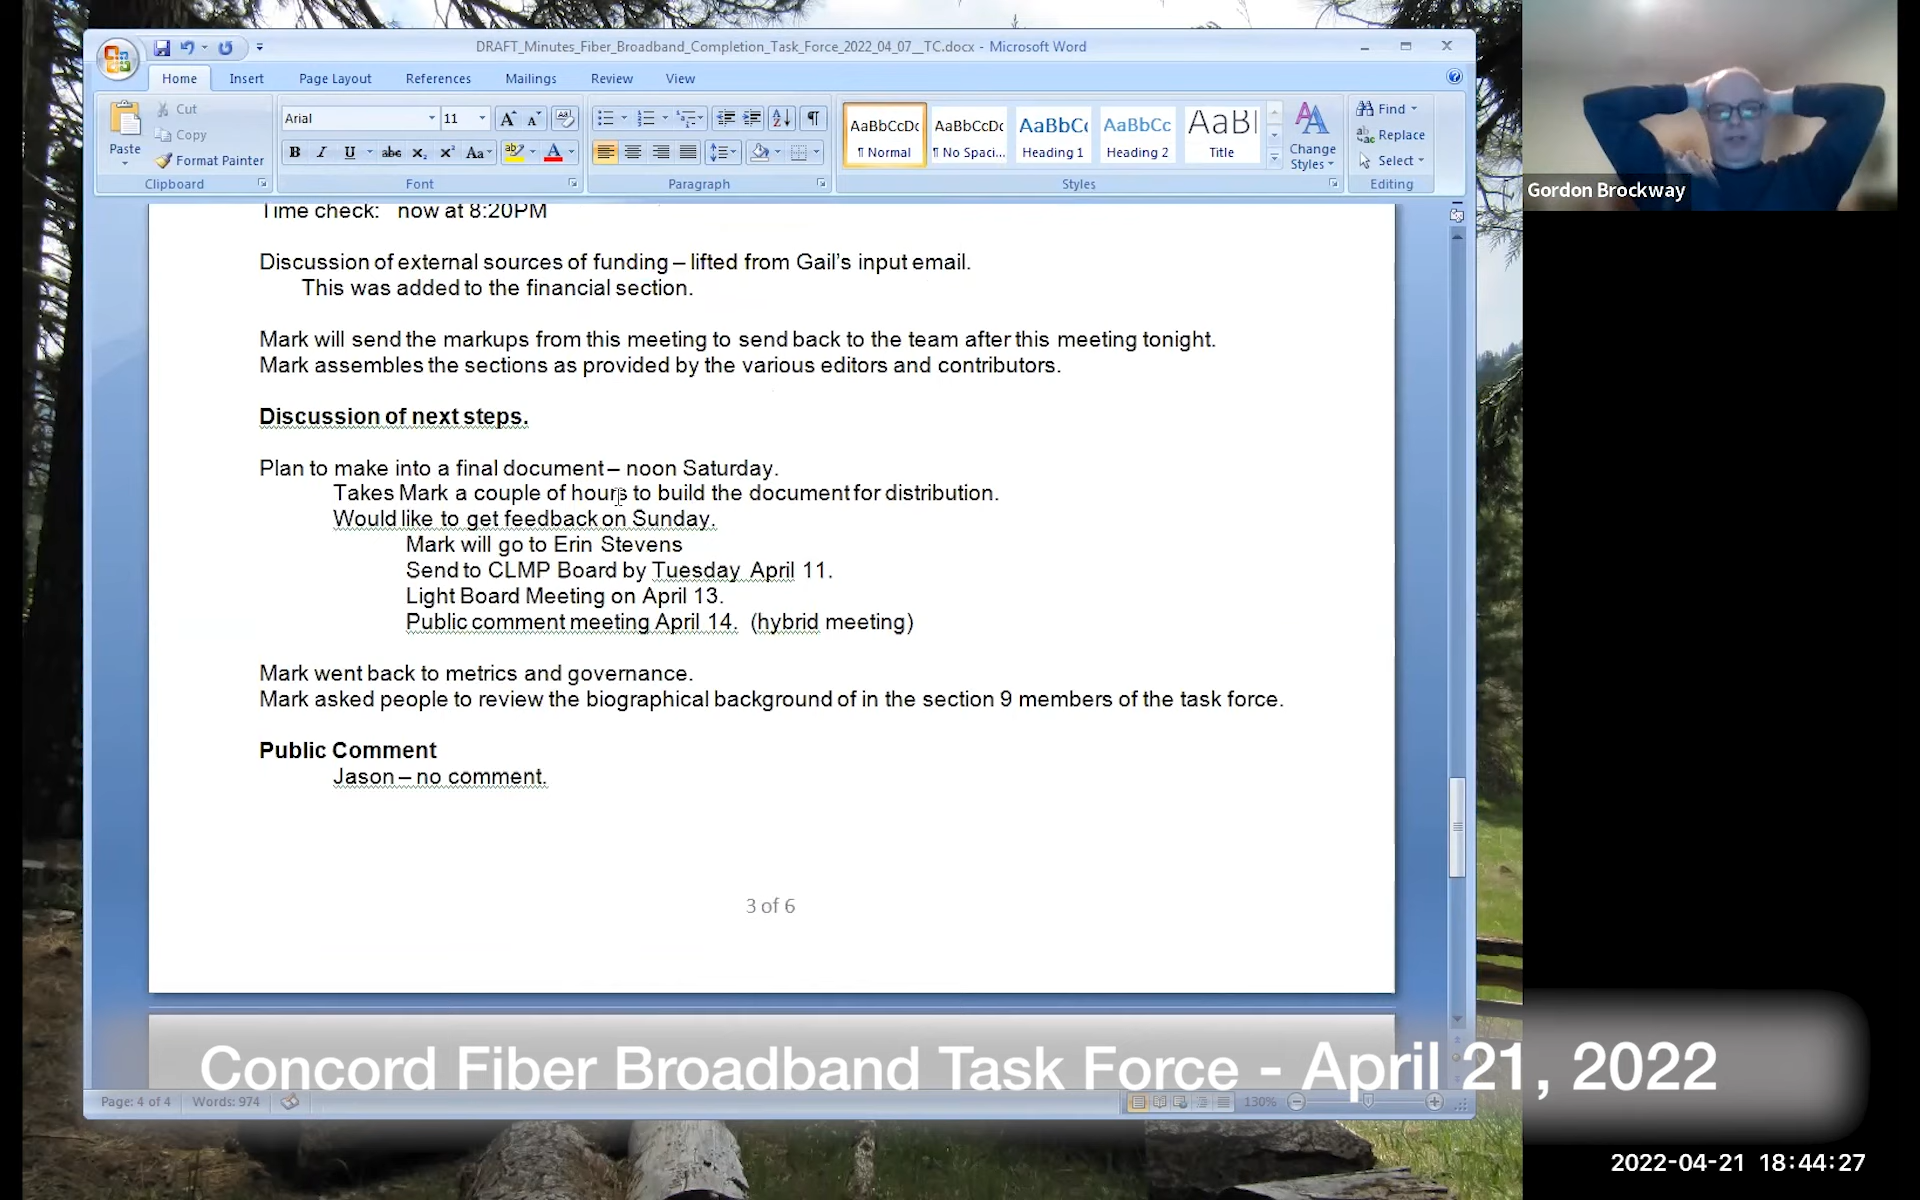 DRAFT_Minutes_Fiber_Broadband_Completion_Task_Force_2022_04_07__TC.docx - Microsoft Word
Home Insert Page Layout References Mailings Review View
Paste
Cut
Copy
Format Painter
Clipboard
Arial 11
B I U abc x₂ x² Aa ab A
Font
Paragraph
AaBbCcDc AaBbCcDc AaBbCc AaBbCc AaBl
¶ Normal ¶ No Spaci... Heading 1 Heading 2 Title
Change
Styles
Styles
Find
Replace
Select
Editing
Gordon Brockway
Time check: now at 8:20PM
Discussion of external sources of funding – lifted from Gail’s input email.
This was added to the financial section.
Mark will send the markups from this meeting to send back to the team after this meeting tonight.
Mark assembles the sections as provided by the various editors and contributors.
Discussion of next steps.
Plan to make into a final document – noon Saturday.
Takes Mark a couple of hours to build the document for distribution.
Would like to get feedback on Sunday.
Mark will go to Erin Stevens
Send to CLMP Board by Tuesday April 11.
Light Board Meeting on April 13.
Public comment meeting April 14. (hybrid meeting)
Mark went back to metrics and governance.
Mark asked people to review the biographical background of in the section 9 members of the task force.
Public Comment
Jason – no comment.
3 of 6
Concord Fiber Broadband Task Force - April 21, 2022
Page: 4 of 4 Words: 974 130%
2022-04-21 18:44:27